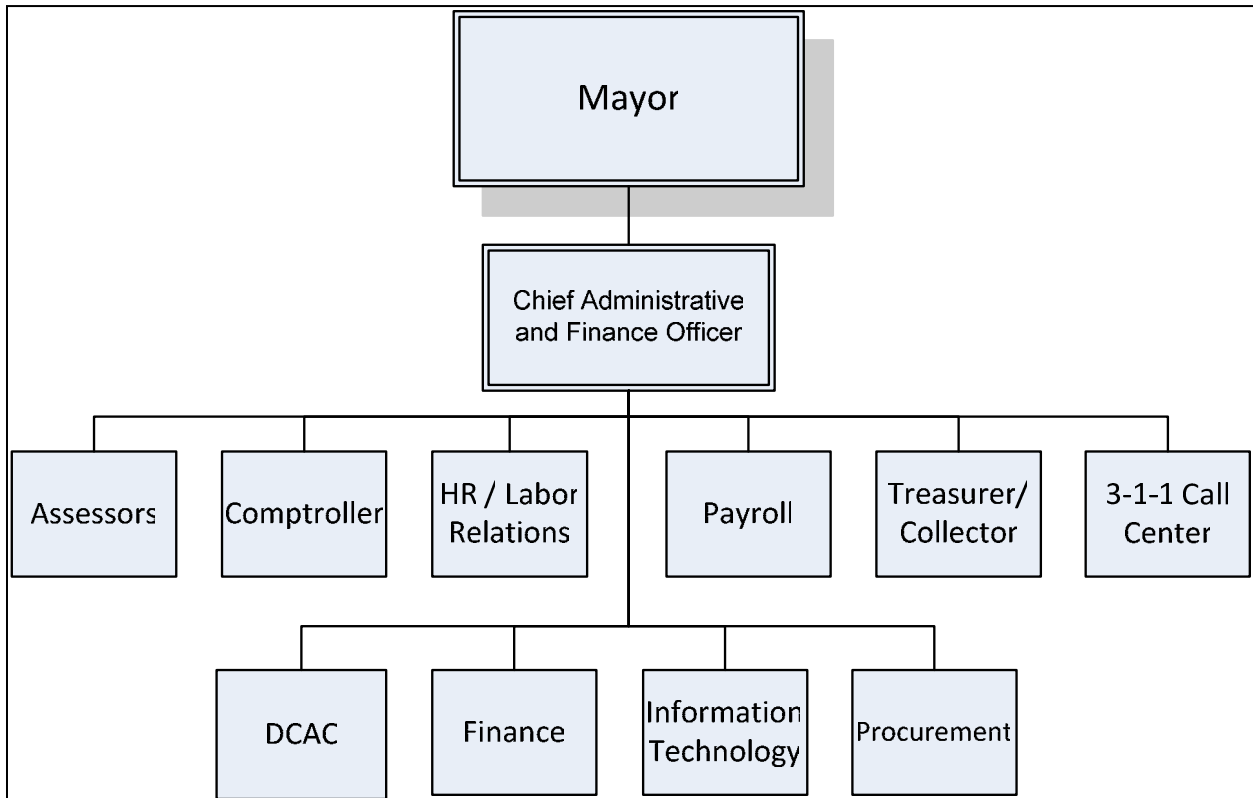 Mayor
Chief Administrative
and Finance Officer
Assessors
Comptroller
HR / Labor
Relations
Payroll
Treasurer/
Collector
3-1-1 Call
Center
DCAC
Finance
Information
Technology
Procurement